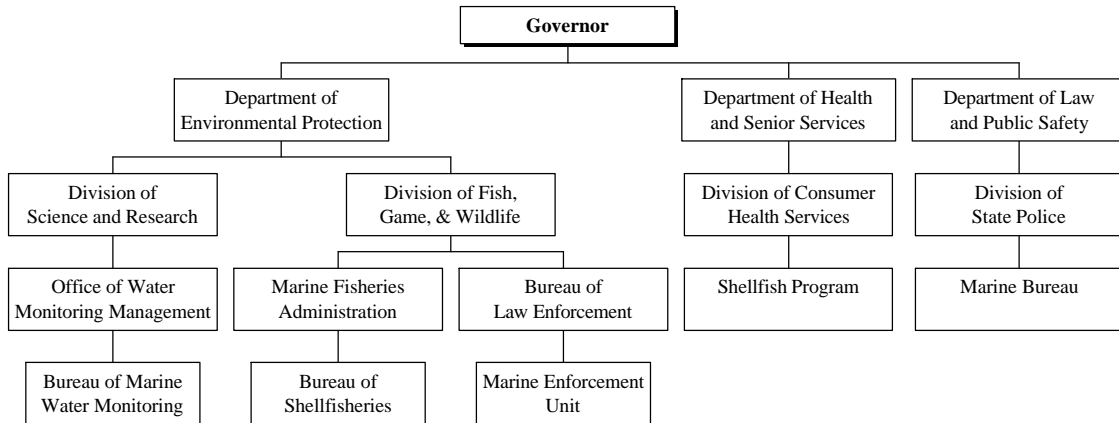 Governor
Department of
Environmental Protection
Department of Health
and Senior Services
Department of Law
and Public Safety
Division of
Science and Research
Division of Fish,
Game, & Wildlife
Division of Consumer
Health Services
Division of
State Police
Office of Water
Monitoring Management
Marine Fisheries
Administration
Bureau of
Law Enforcement
Shellfish Program
Marine Bureau
Bureau of Marine
Water Monitoring
Bureau of
Shellfisheries
Marine Enforcement
Unit